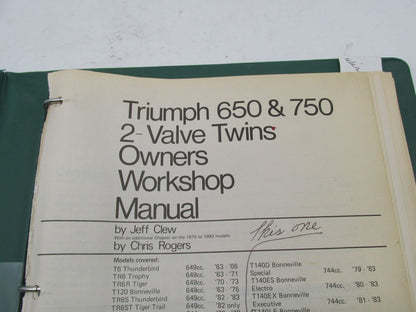 Triumph 650 & 750
2-Valve Twins
Owners
Workshop
Manual
by Jeff Clew
With an additional Chapter on the 1975 to 1983 models
by Chris Rogers
this one
Models covered:
T6 Thunderbird 649cc. '63 - '66
TR6 Trophy 649cc. '63 - '71
TR6R Tiger 649cc. '70 - '73
T120 Bonneville 649cc. '63 - '75
TR65 Thunderbird 649cc. '82 - '83
TR65T Tiger Trail 649cc. '82 only
T140D Bonneville
Special 744cc. '79 - '83
T140ES Bonneville
Electro 744cc. '80 - '83
T140EX Bonneville
Executive 744cc. '81 - '83
T140LE Bonneville